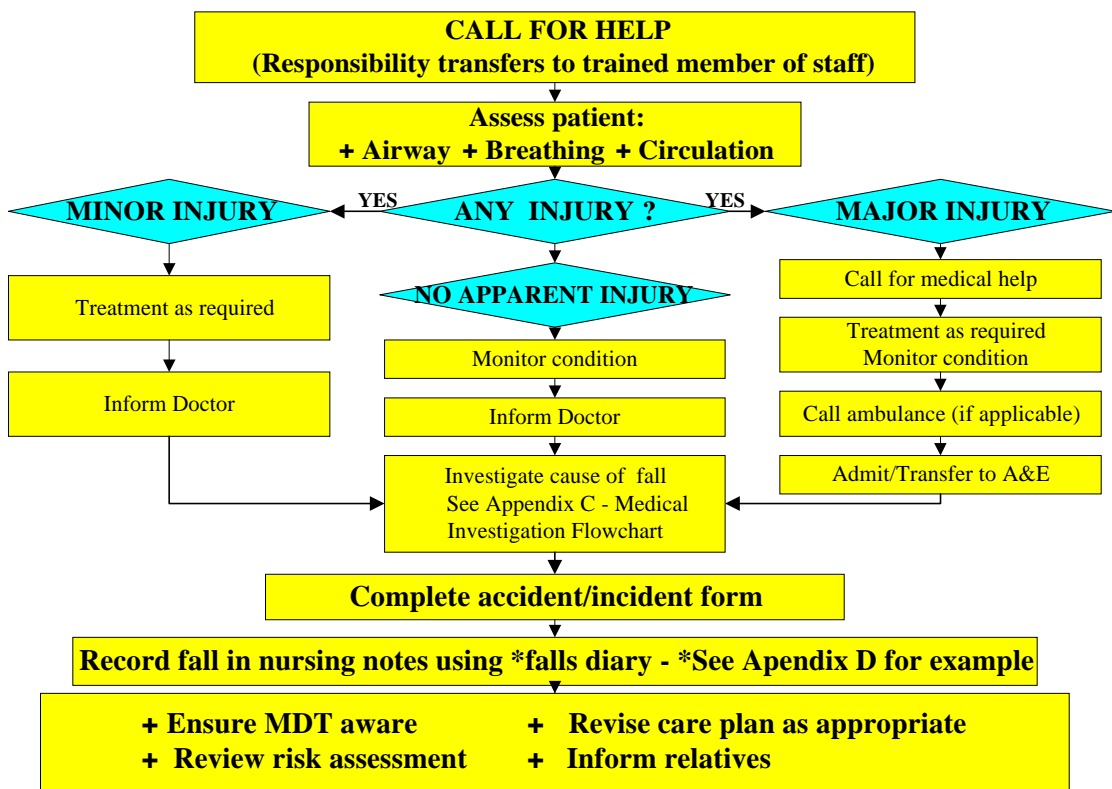 CALL FOR HELP
(Responsibility transfers to trained member of staff)
Assess patient:
+ Airway + Breathing + Circulation
MINOR INJURY
YES
ANY INJURY ?
YES
MAJOR INJURY
Treatment as required
Inform Doctor
NO APPARENT INJURY
Monitor condition
Inform Doctor
Call for medical help
Treatment as required
Monitor condition
Call ambulance (if applicable)
Admit/Transfer to A&E
Investigate cause of fall
See Appendix C - Medical
Investigation Flowchart
Complete accident/incident form
Record fall in nursing notes using *falls diary - *See Apendix D for example
+ Ensure MDT aware + Revise care plan as appropriate
+ Review risk assessment + Inform relatives